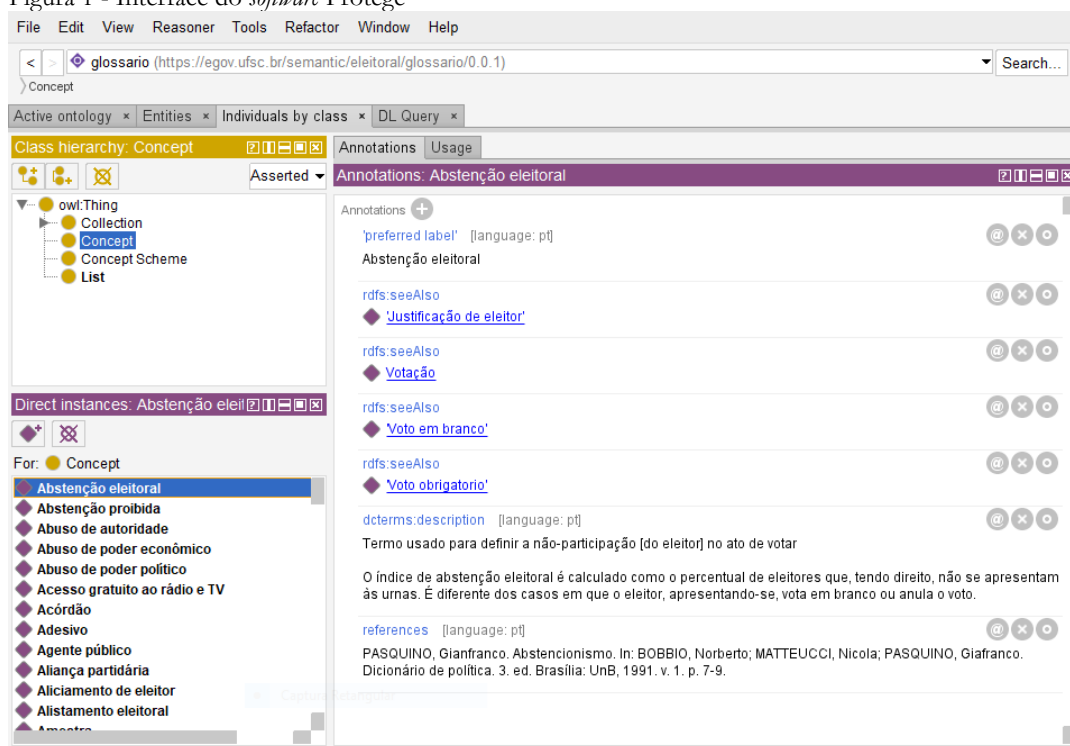 Figura 1 - Interface do software Protégé
File Edit View Reasoner Tools Refactor Window Help
< > glossario (https://egov.ufsc.br/semantic/eleitoral/glossario/0.0.1) Search...
Concept
Active ontology × Entities × Individuals by class × DL Query ×
Class hierarchy: Concept
Asserted
owl:Thing
Collection
Concept
Concept Scheme
List
Direct instances: Abstenção eleit
For: Concept
Abstenção eleitoral
Abstenção proibida
Abuso de autoridade
Abuso de poder econômico
Abuso de poder político
Acesso gratuito ao rádio e TV
Acórdão
Adesivo
Agente público
Aliança partidária
Aliciamento de eleitor
Alistamento eleitoral
Amostra
Annotations Usage
Annotations: Abstenção eleitoral
Annotations
'preferred label' [language: pt]
Abstenção eleitoral
rdfs:seeAlso
'Justificação de eleitor'
rdfs:seeAlso
Votação
rdfs:seeAlso
'Voto em branco'
rdfs:seeAlso
'Voto obrigatorio'
dcterms:description [language: pt]
Termo usado para definir a não-participação [do eleitor] no ato de votar
O índice de abstenção eleitoral é calculado como o percentual de eleitores que, tendo direito, não se apresentam
às urnas. É diferente dos casos em que o eleitor, apresentando-se, vota em branco ou anula o voto.
references [language: pt]
PASQUINO, Gianfranco. Abstencionismo. In: BOBBIO, Norberto; MATTEUCCI, Nicola; PASQUINO, Giafranco.
Dicionário de política. 3. ed. Brasília: UnB, 1991. v. 1. p. 7-9.
Captura Retangular